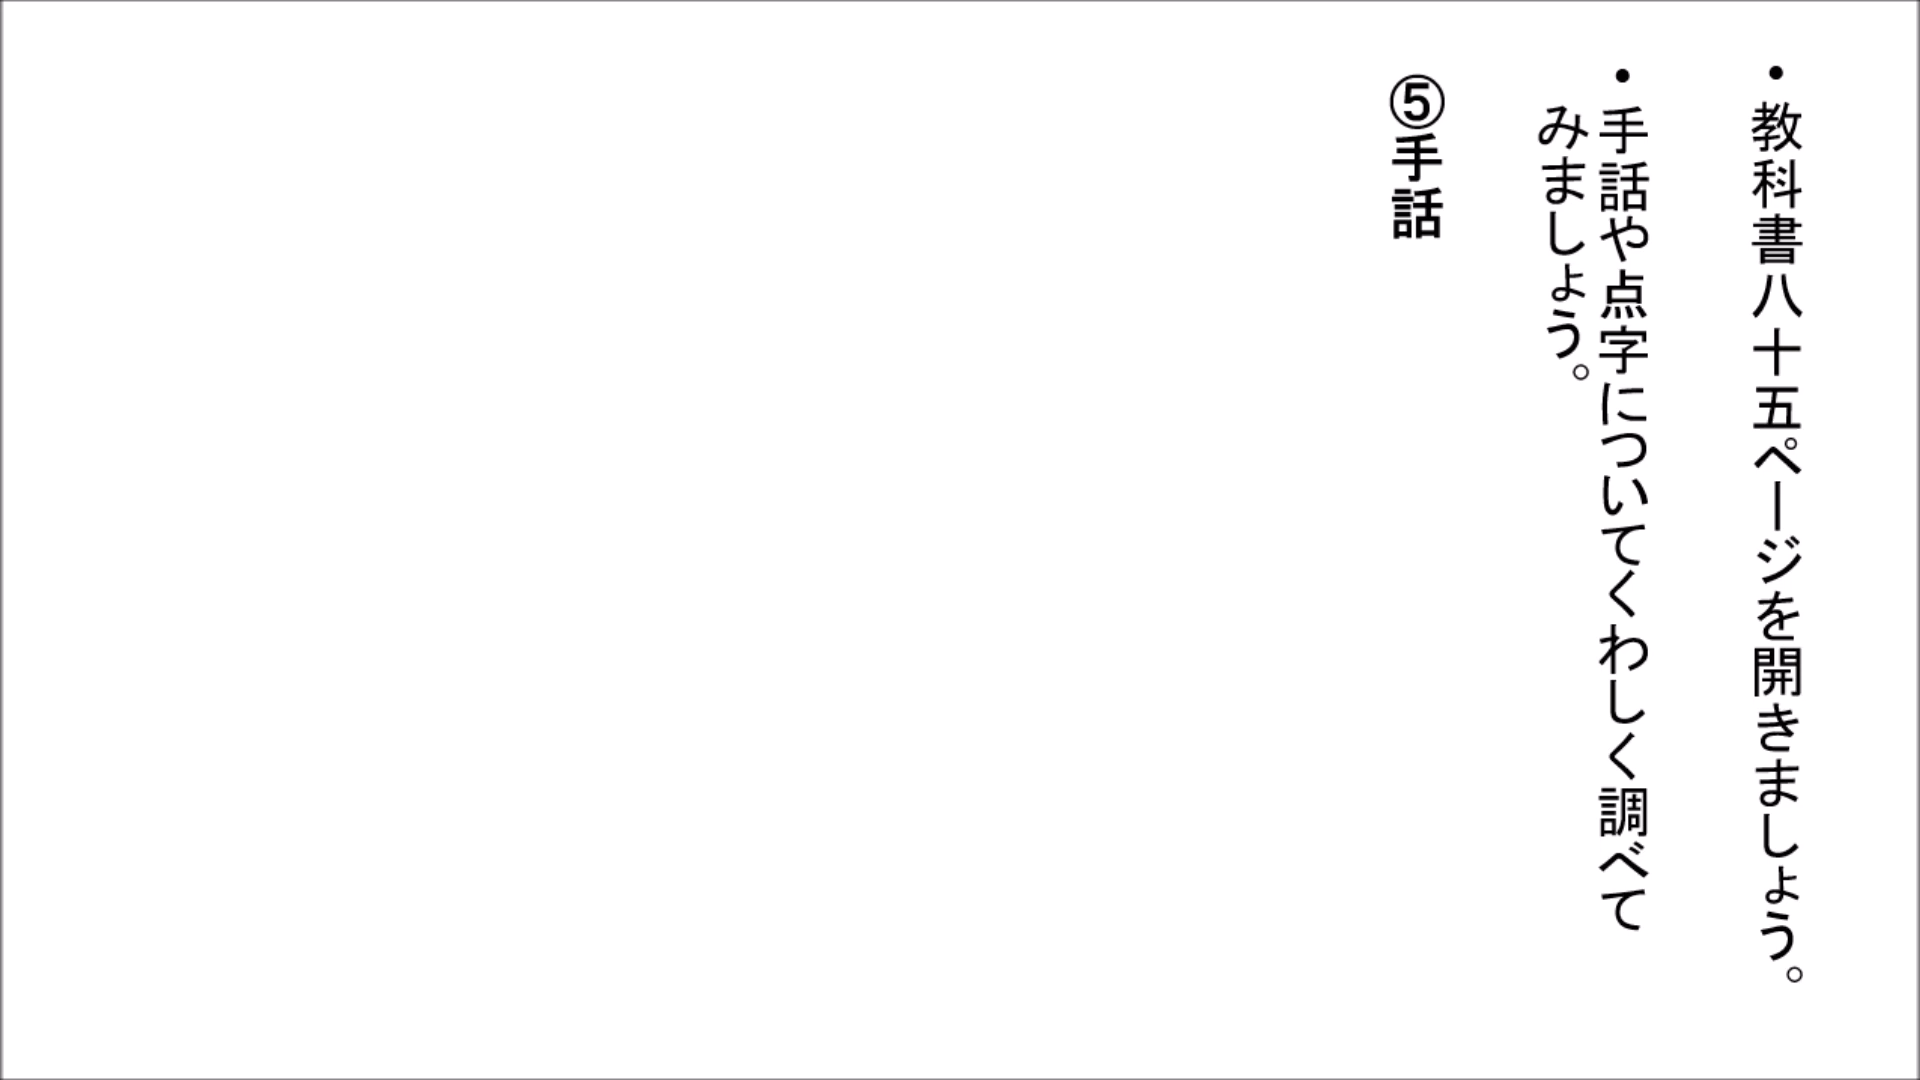 ・教科書八十五ページを開きましょう。
・手話や点字についてくわしく調べて
みましょう。
⑤手話